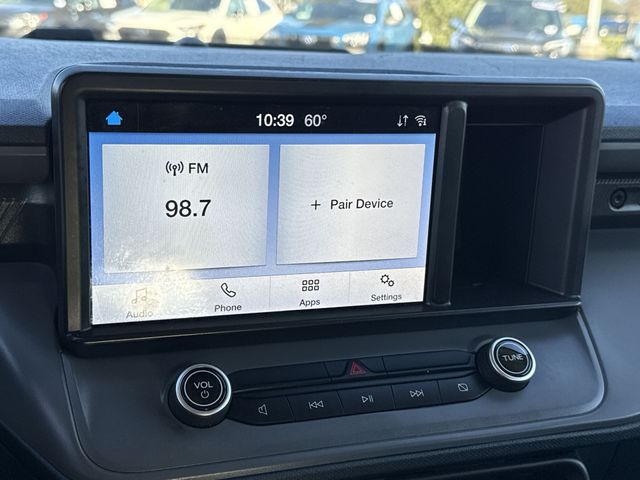 10:39 60°
FM
98.7
+ Pair Device
Audio Phone Apps Settings
VOL
TUNE